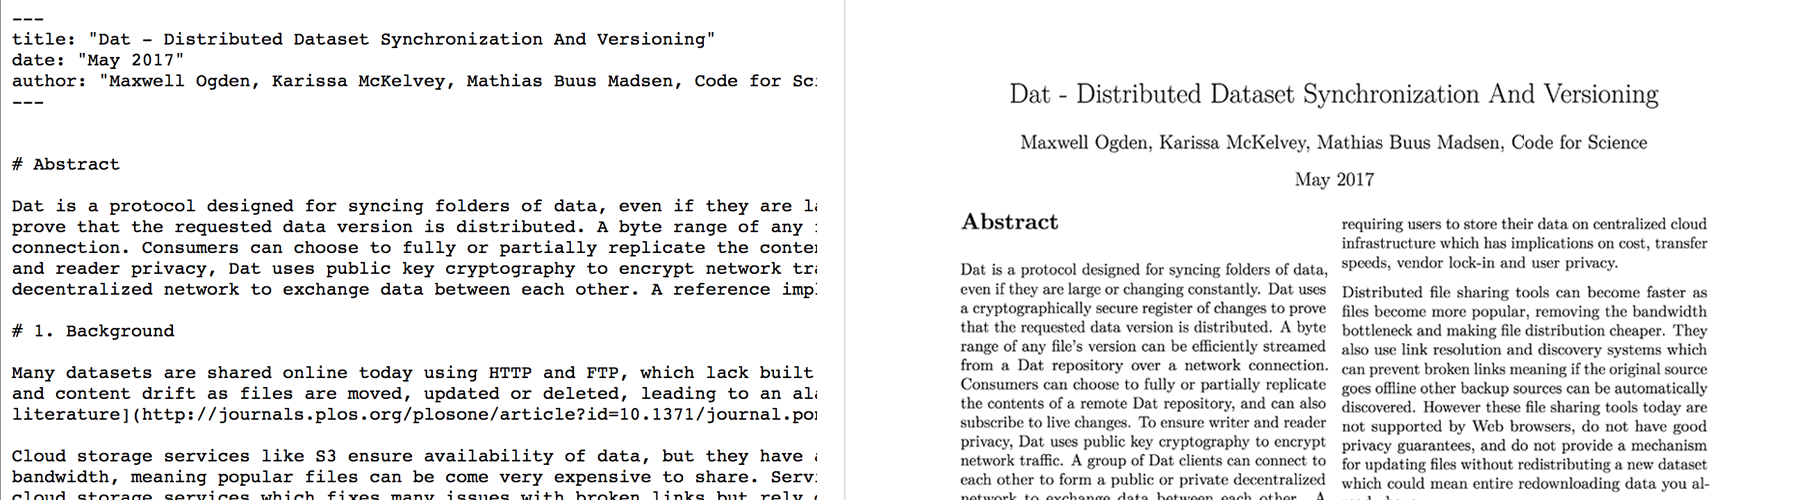 ---
title: "Dat - Distributed Dataset Synchronization And Versioning"
date: "May 2017"
author: "Maxwell Ogden, Karissa McKelvey, Mathias Buus Madsen, Code for
---
# Abstract
Dat is a protocol designed for syncing folders of data, even if they are
prove that the requested data version is distributed. A byte range of any
connection. Consumers can choose to fully or partially replicate the
and reader privacy, Dat uses public key cryptography to encrypt network
decentralized network to exchange data between each other. A reference
# 1. Background
Many datasets are shared online today using HTTP and FTP, which lack built
and content drift as files are moved, updated or deleted, leading to an
literature](http://journals.plos.org/plosone/article?id=10.1371/journal.
Cloud storage services like S3 ensure availability of data, but they have
bandwidth, meaning popular files can be come very expensive to share.
cloud storage services which fixes many issues with broken links but rely
Dat - Distributed Dataset Synchronization And Versioning
Maxwell Ogden, Karissa McKelvey, Mathias Buus Madsen, Code for Science
May 2017
Abstract
Dat is a protocol designed for syncing folders of data,
even if they are large or changing constantly. Dat uses
a cryptographically secure register of changes to prove
that the requested data version is distributed. A byte
range of any file's version can be efficiently streamed
from a Dat repository over a network connection.
Consumers can choose to fully or partially replicate
the contents of a remote Dat repository, and can also
subscribe to live changes. To ensure writer and reader
privacy, Dat uses public key cryptography to encrypt
network traffic. A group of Dat clients can connect to
each other to form a public or private decentralized
network to exchange data between each other. A
requiring users to store their data on centralized cloud
infrastructure which has implications on cost, transfer
speeds, vendor lock-in and user privacy.
Distributed file sharing tools can become faster as
files become more popular, removing the bandwidth
bottleneck and making file distribution cheaper. They
also use link resolution and discovery systems which
can prevent broken links meaning if the original source
goes offline other backup sources can be automatically
discovered. However these file sharing tools today are
not supported by Web browsers, do not have good
privacy guarantees, and do not provide a mechanism
for updating files without redistributing a new dataset
which could mean entire redownloading data you al-